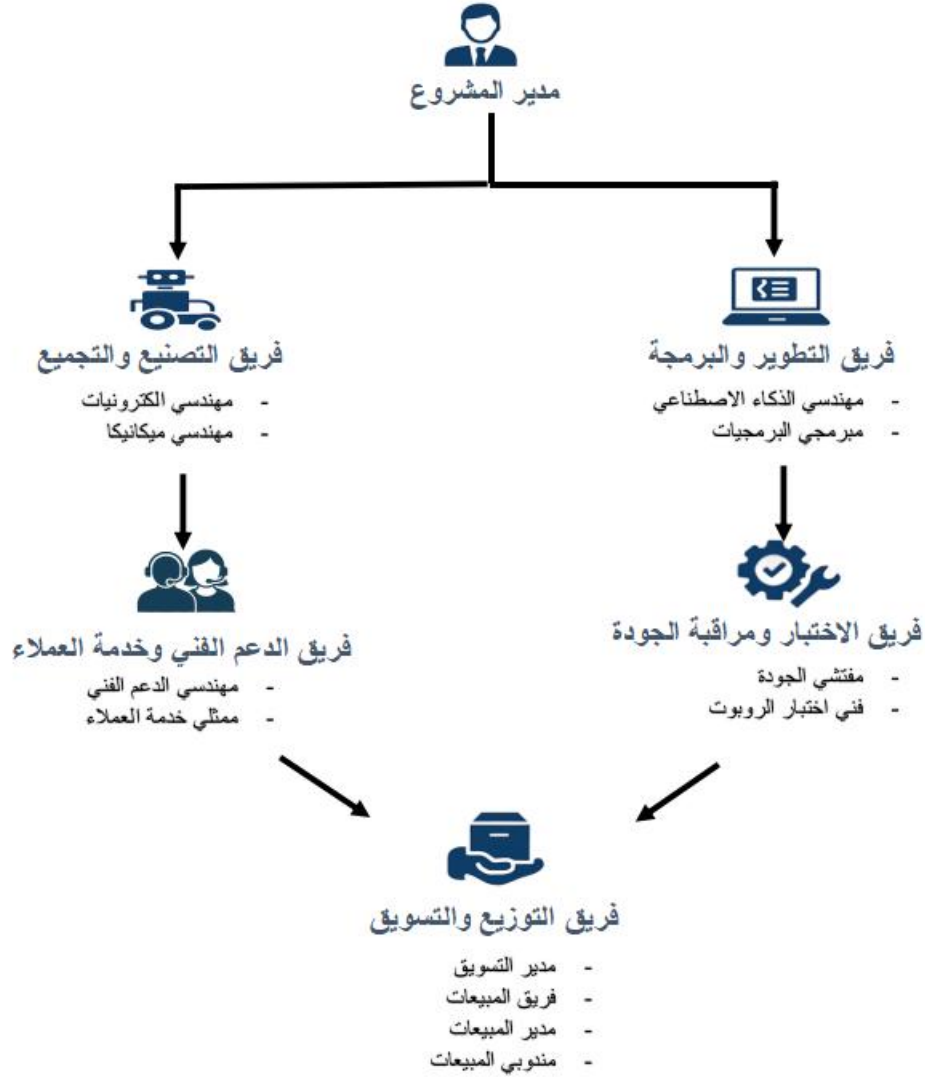 مدير المشروع
فريق التطوير والبرمجة
- مهندسي الذكاء الاصطناعي
- مبرمجي البرمجيات
فريق التصنيع والتجميع
- مهندسي الكترونيات
- مهندسي ميكانيكا
فريق الاختبار ومراقبة الجودة
- مفتشي الجودة
- فني اختبار الروبوت
فريق الدعم الفني وخدمة العملاء
- مهندسي الدعم الفني
- ممثلي خدمة العملاء
فريق التوزيع والتسويق
- مدير التسويق
- فريق المبيعات
- مدير المبيعات
- مندوبي المبيعات